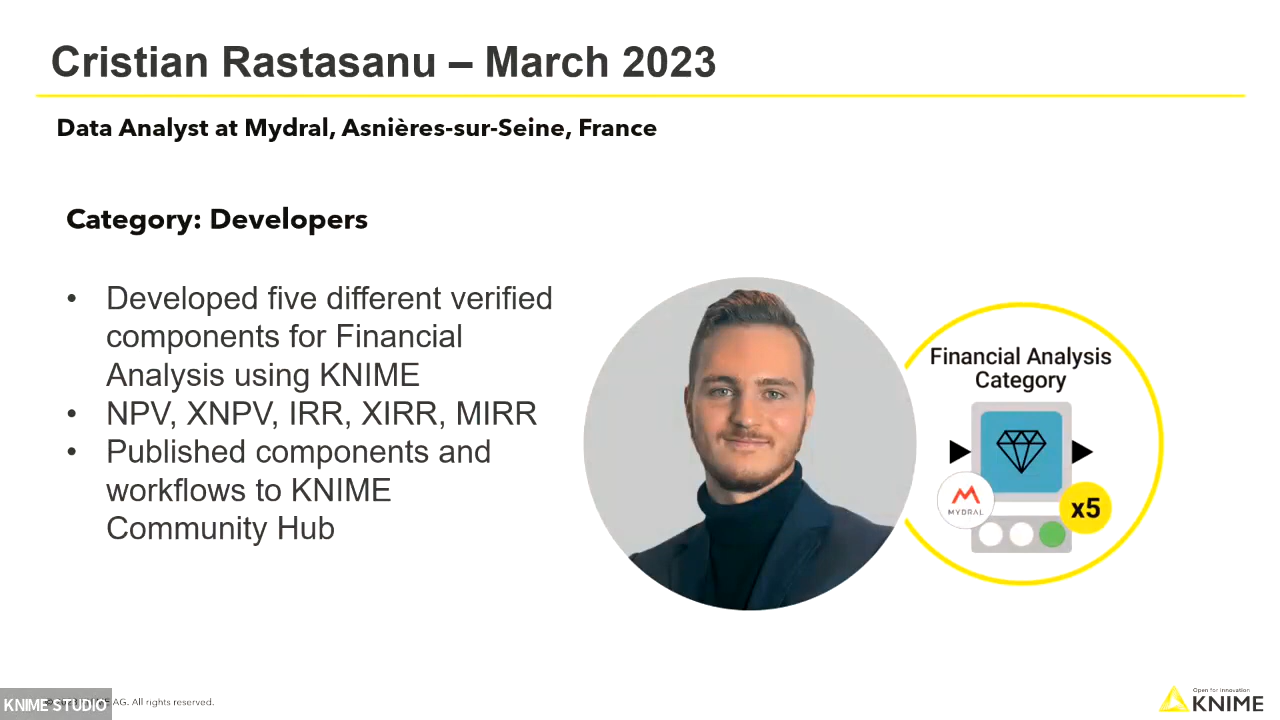 Cristian Rastasanu – March 2023
Data Analyst at Mydral, Asnières-sur-Seine, France
Category: Developers
• Developed five different verified
components for Financial
Analysis using KNIME
• NPV, XNPV, IRR, XIRR, MIRR
• Published components and
workflows to KNIME
Community Hub
Financial Analysis
Category
MYDRAL
x5
KNIME STUDIO
AG. All rights reserved.
Open for Innovation
KNIME